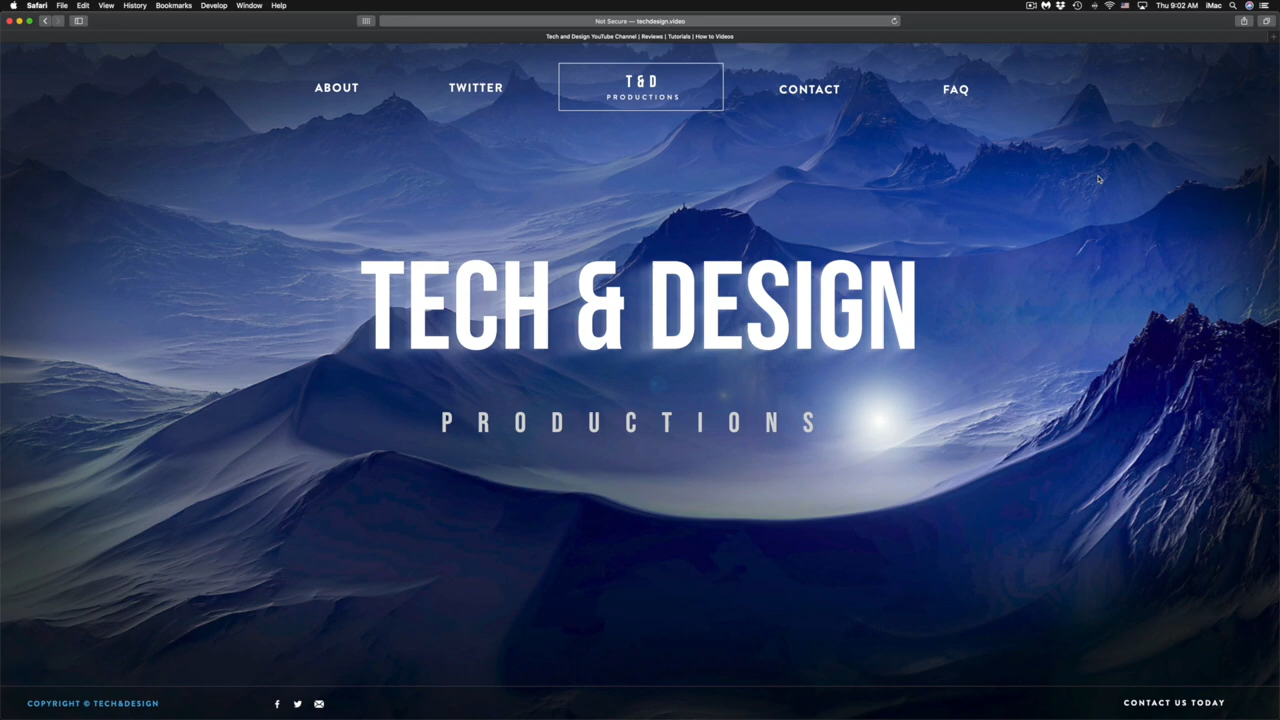 Safari File Edit View History Bookmarks Develop Window Help Thu 9:02 AM iMac
Not Secure — techdesign.video
Tech and Design YouTube Channel | Reviews | Tutorials | How to Videos
ABOUT TWITTER T&D CONTACT FAQ
PRODUCTIONS
TECH & DESIGN
PRODUCTIONS
COPYRIGHT © TECH&DESIGN CONTACT US TODAY